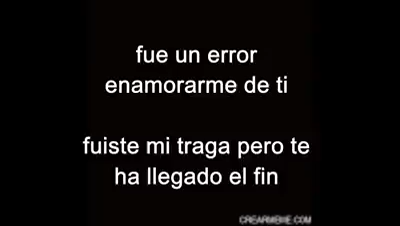 fue un error
enamorarme de ti
fuiste mi traga pero te
ha llegado el fin
CREARMEME.COM